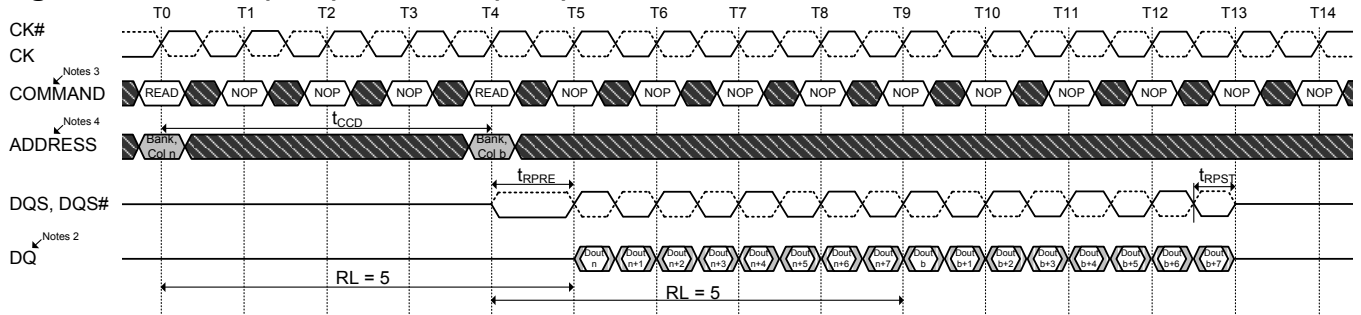 T0 T1 T2 T3 T4 T5 T6 T7 T8 T9 T10 T11 T12 T13 T14
CK#
CK
Notes 3
COMMAND READ NOP NOP NOP READ NOP NOP NOP NOP NOP NOP NOP NOP NOP NOP
Notes 4
tCCD
ADDRESS Bank, Col n Bank, Col b
tRPRE tRPST
DQS, DQS#
Notes 2
DQ Dout n Dout n+1 Dout n+2 Dout n+3 Dout n+4 Dout n+5 Dout n+6 Dout n+7 Dout b Dout b+1 Dout b+2 Dout b+3 Dout b+4 Dout b+5 Dout b+6 Dout b+7
RL = 5
RL = 5